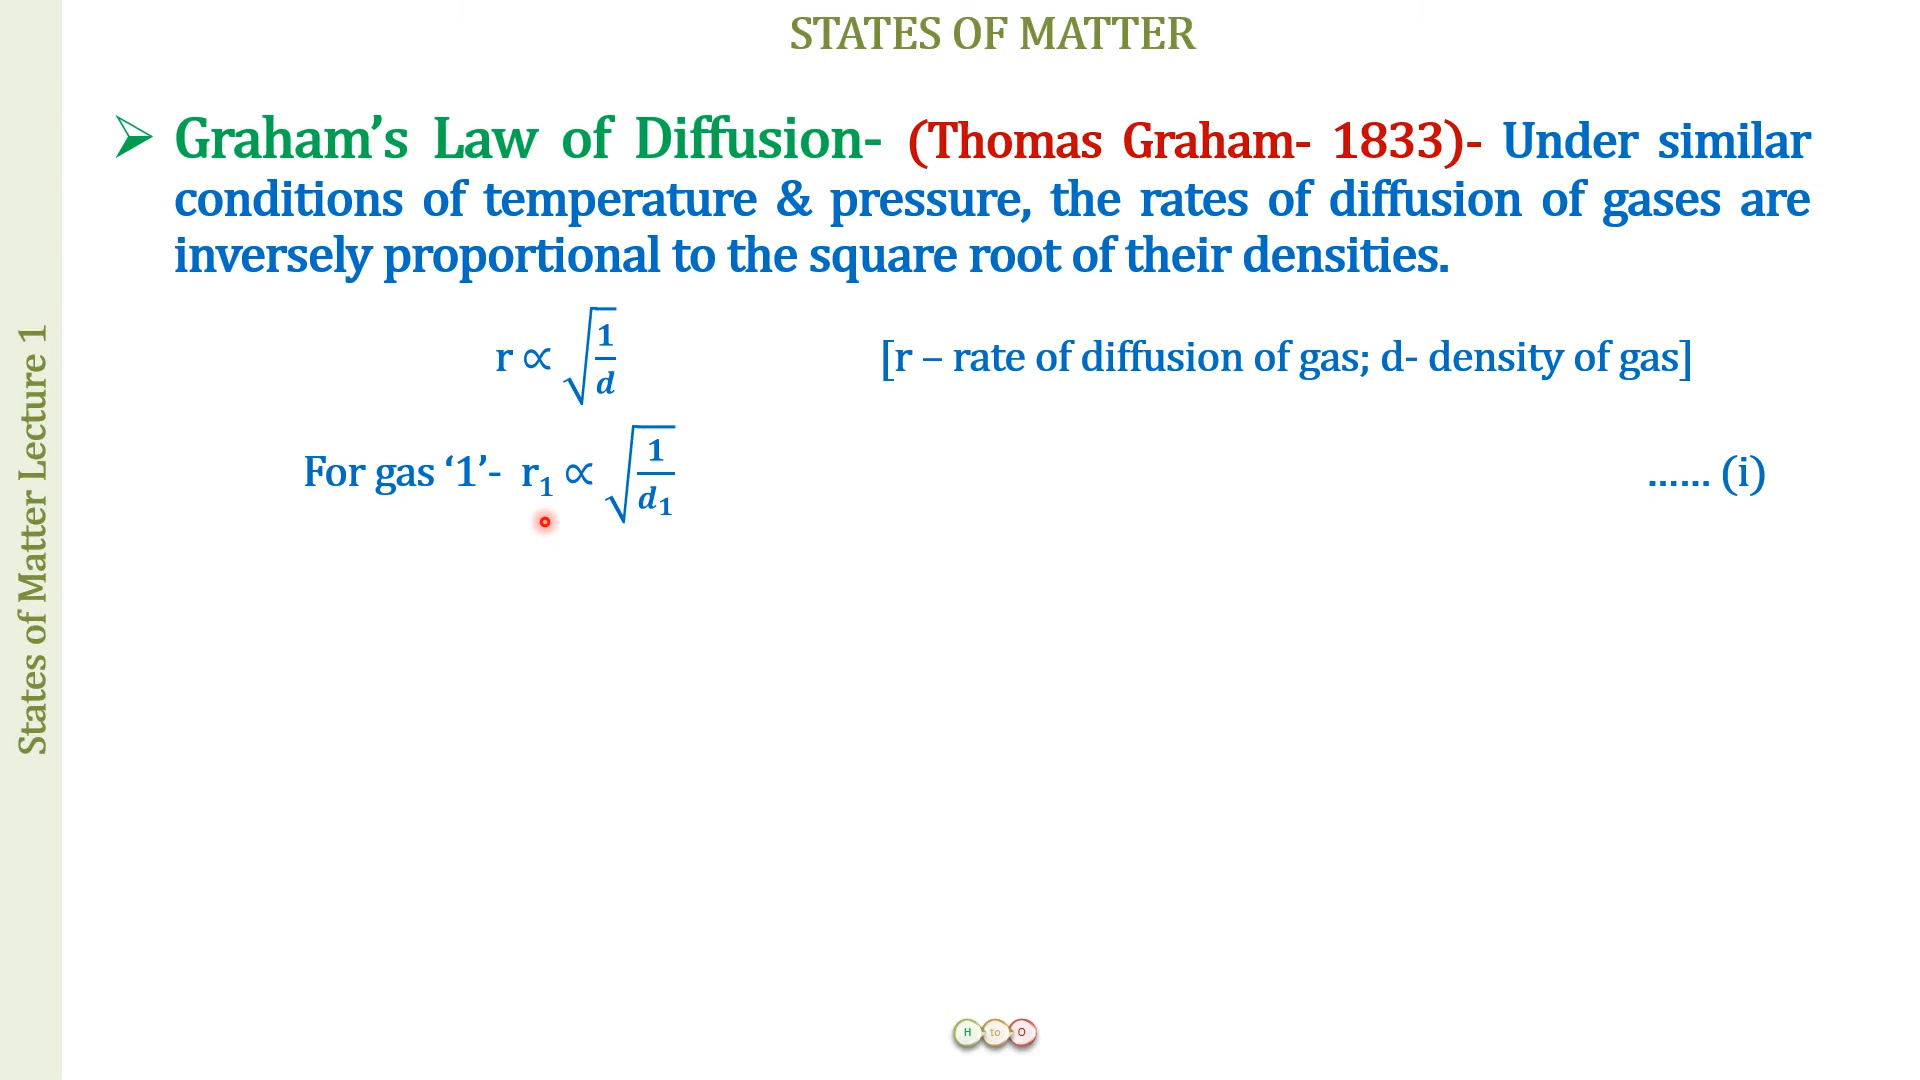 STATES OF MATTER
➢ Graham’s Law of Diffusion- (Thomas Graham- 1833)- Under similar
conditions of temperature & pressure, the rates of diffusion of gases are
inversely proportional to the square root of their densities.
r ∝ √(1/d) [r – rate of diffusion of gas; d- density of gas]
For gas ‘1’- r₁ ∝ √(1/d₁) ...... (i)
States of Matter Lecture 1
H to O